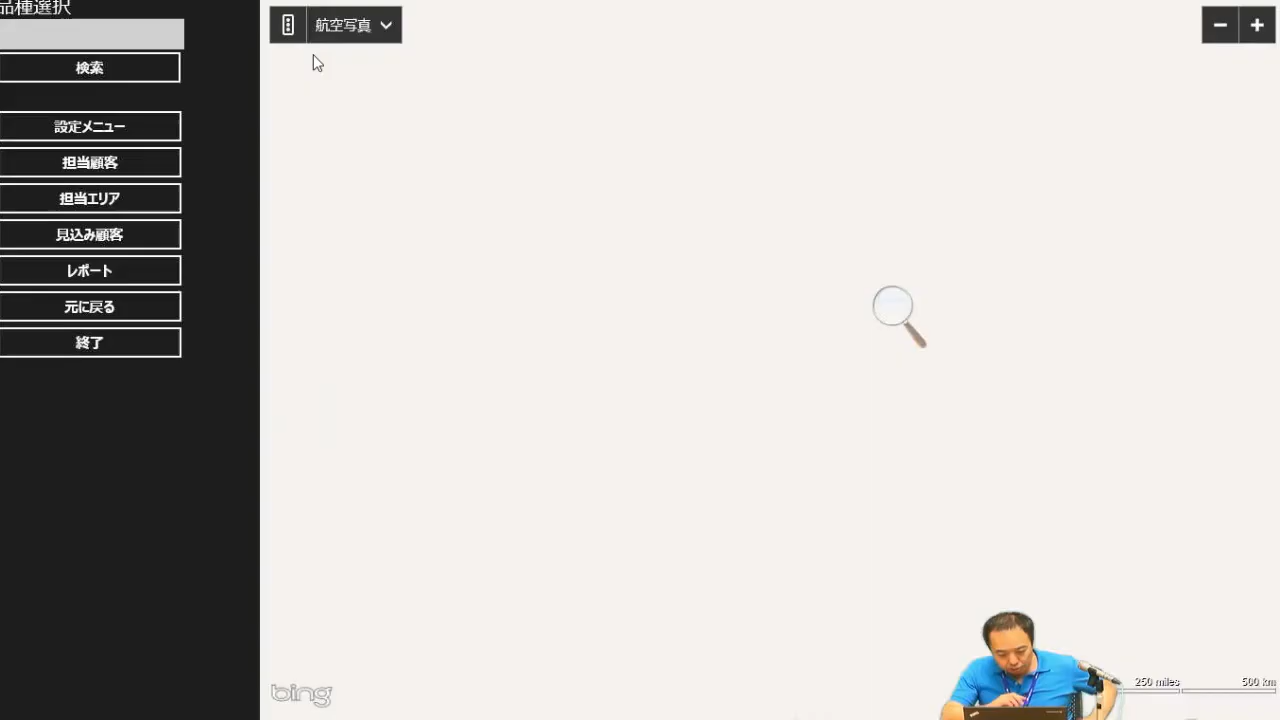 品種選択
検索
設定メニュー
担当顧客
担当エリア
見込み顧客
レポート
元に戻る
終了
航空写真
bing
250 miles
500 km